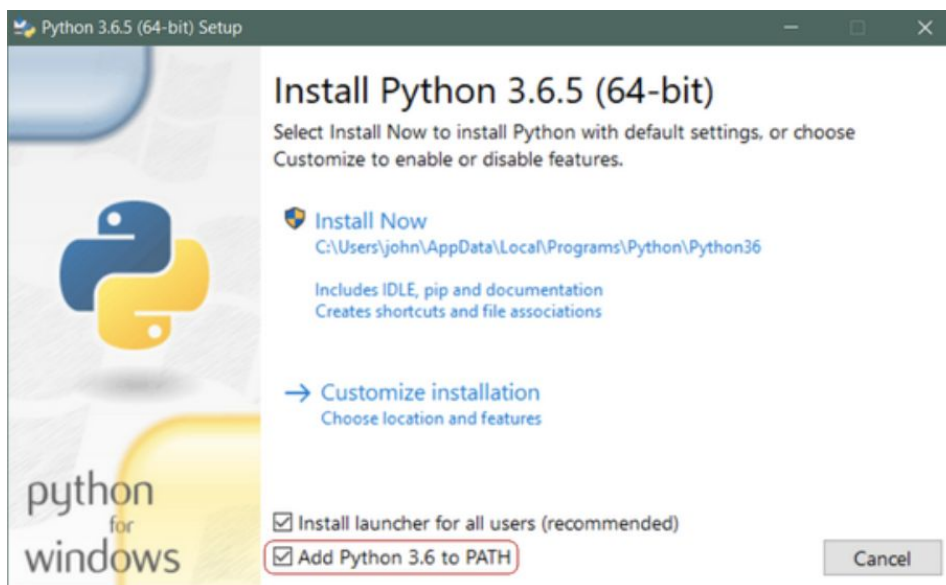 Python 3.6.5 (64-bit) Setup
Install Python 3.6.5 (64-bit)
Select Install Now to install Python with default settings, or choose
Customize to enable or disable features.
Install Now
C:\Users\john\AppData\Local\Programs\Python\Python36
Includes IDLE, pip and documentation
Creates shortcuts and file associations
Customize installation
Choose location and features
python
for
windows
Install launcher for all users (recommended)
Add Python 3.6 to PATH
Cancel